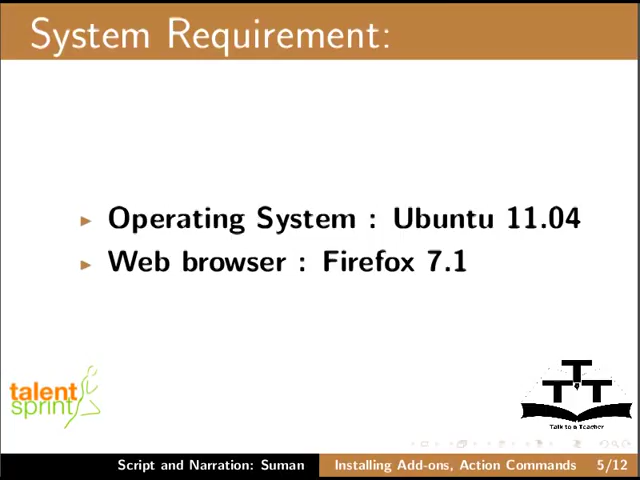 System Requirement:
Operating System : Ubuntu 11.04
Web browser : Firefox 7.1
talent
sprint
T
T T
Talk to a Teacher
Script and Narration: Suman Installing Add-ons, Action Commands 5/12